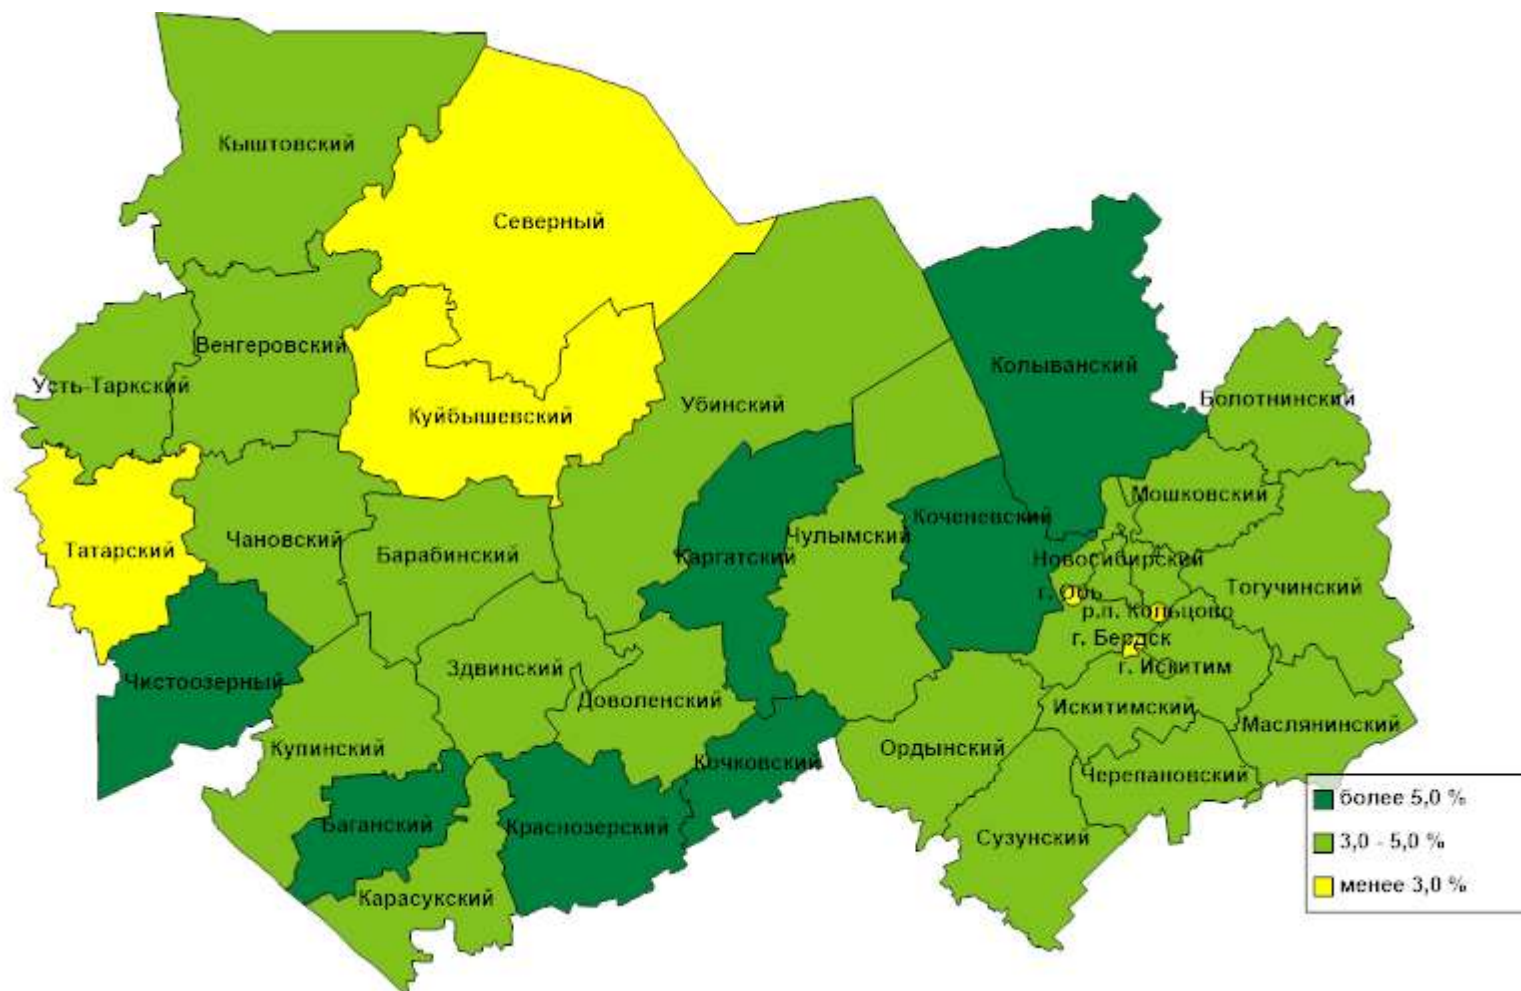 Кыштовский
Северный
Венгеровский
Усть-Таркский
Куйбышевский
Убинский
Колыванский
Болотнинский
Мошковский
Татарский
Чановский
Барабинский
Каргатский
Чулымский
Коченевский
Новосибирский
Тогучинский
г. Обь
р.п. Кольцово
г. Бердск
г. Искитим
Чистоозерный
Здвинский
Доволенский
Искитимский
Маслянинский
Купинский
Кочковский
Ордынский
Черепановский
Баганский
Краснозерский
Сузунский
Карасукский
более 5,0 %
3,0 - 5,0 %
менее 3,0 %